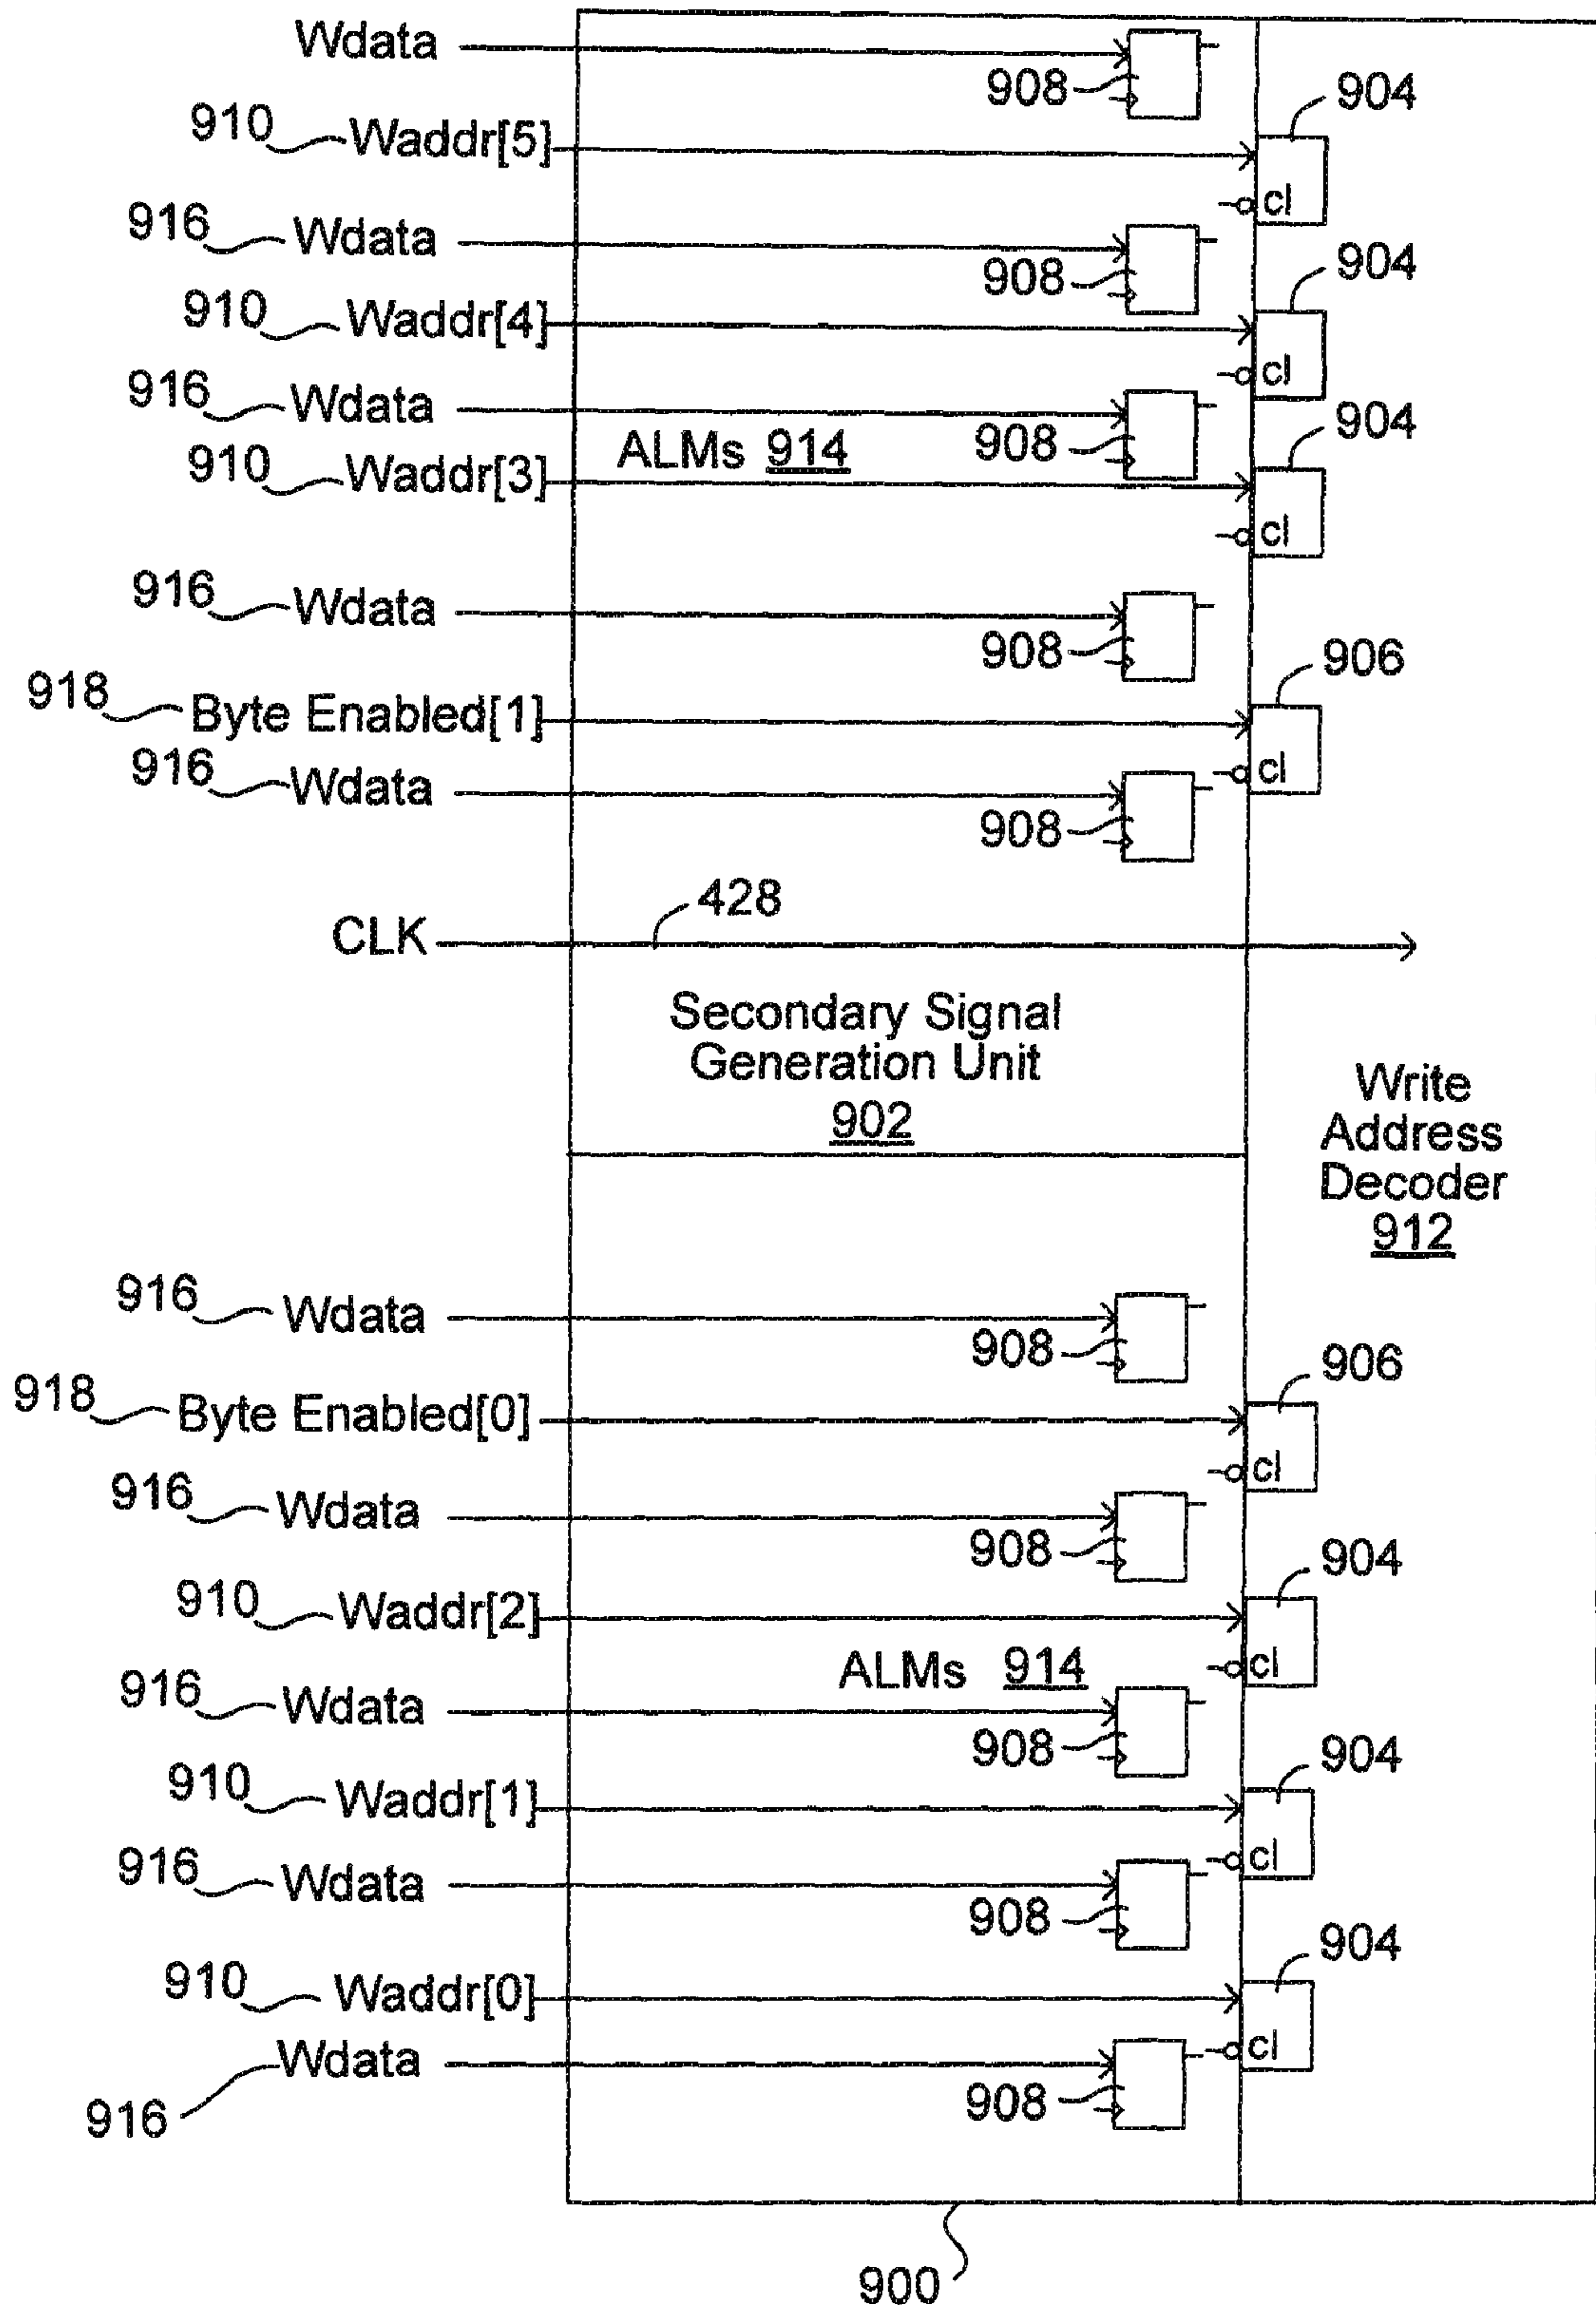 Wdata
908
904
910 Waddr[5]
cl
916 Wdata
908
904
910 Waddr[4]
cl
916 Wdata
908
904
ALMs 914
910 Waddr[3]
cl
916 Wdata
908
906
918 Byte Enabled[1]
cl
916 Wdata
908
428
CLK
Secondary Signal
Generation Unit
902
Write
Address
Decoder
912
916 Wdata
908
906
918 Byte Enabled[0]
cl
916 Wdata
908
904
910 Waddr[2]
cl
ALMs 914
916 Wdata
908
904
910 Waddr[1]
cl
916 Wdata
908
904
910 Waddr[0]
cl
Wdata
916
908
900